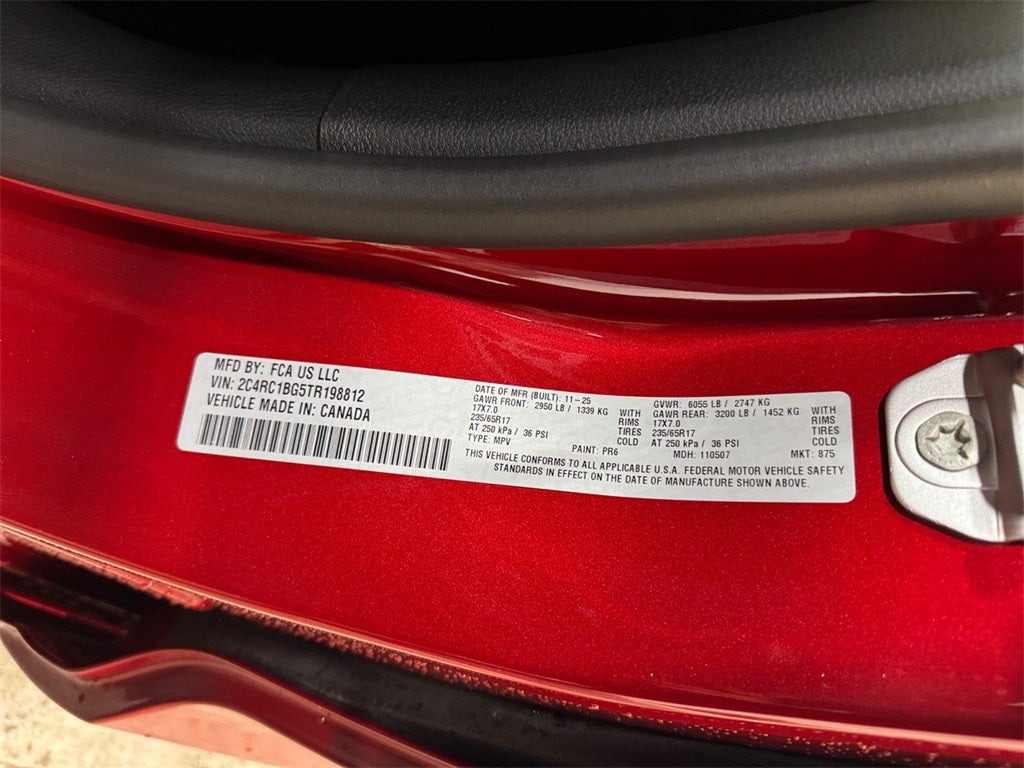 MFD BY: FCA US LLC
VIN: 2C4RC1BG5TR198812
VEHICLE MADE IN: CANADA
DATE OF MFR (BUILT): 11-25 GVWR: 6055 LB / 2747 KG
GAWR FRONT: 2950 LB / 1339 KG WITH GAWR REAR: 3200 LB / 1452 KG WITH
17X7.0 RIMS 17X7.0 RIMS
235/65R17 TIRES 235/65R17 TIRES
AT 250 kPa / 36 PSI COLD AT 250 kPa / 36 PSI COLD
TYPE: MPV PAINT: PR6 MDH: 110507 MKT: 875
THIS VEHICLE CONFORMS TO ALL APPLICABLE U.S.A. FEDERAL MOTOR VEHICLE SAFETY
STANDARDS IN EFFECT ON THE DATE OF MANUFACTURE SHOWN ABOVE.